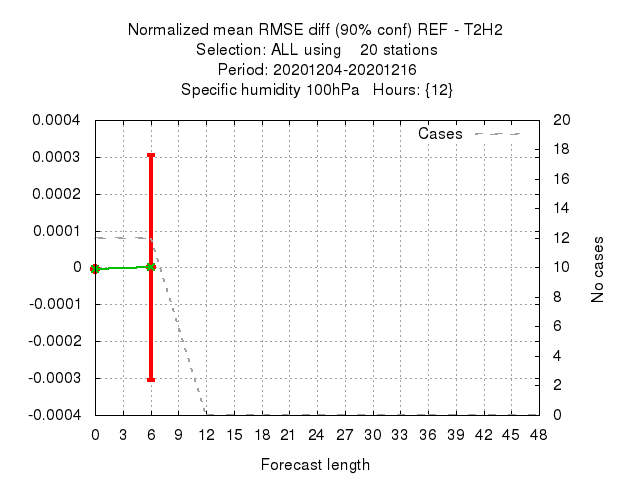 Normalized mean RMSE diff (90% conf) REF - T2H2
Selection: ALL using 20 stations
Period: 20201204-20201216
Specific humidity 100hPa Hours: {12}
Cases
0.0004
0.0003
0.0002
0.0001
0
-0.0001
-0.0002
-0.0003
-0.0004
20
18
16
14
12
10
8
6
4
2
0
No cases
0 3 6 9 12 15 18 21 24 27 30 33 36 39 42 45 48
Forecast length